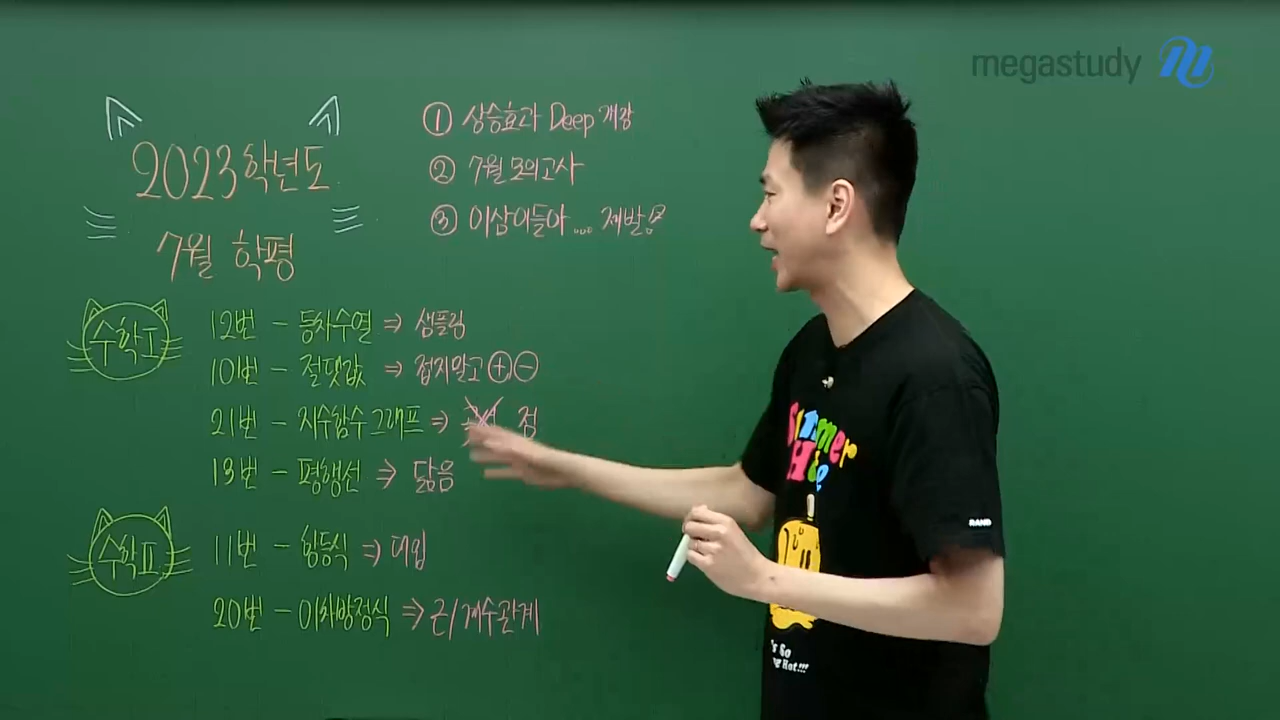 megastudy
2023학년도
7월 학평
① 상승효과 Deep 개강
② 7월 모의고사
③ 이삼이들아 ... 제발!
수학Ⅰ
12번 - 등차수열 ⇒ 샘플링
10번 - 절댓값 ⇒ 접지말고 ⊕⊖
21번 - 지수함수 그래프 ⇒ 점
13번 - 평행선 ⇒ 닮음
수학Ⅱ
11번 - 항등식 ⇒ 대입
20번 - 이차방정식 ⇒ 근/계수관계
Summer
RAND
Go
Hot!!!